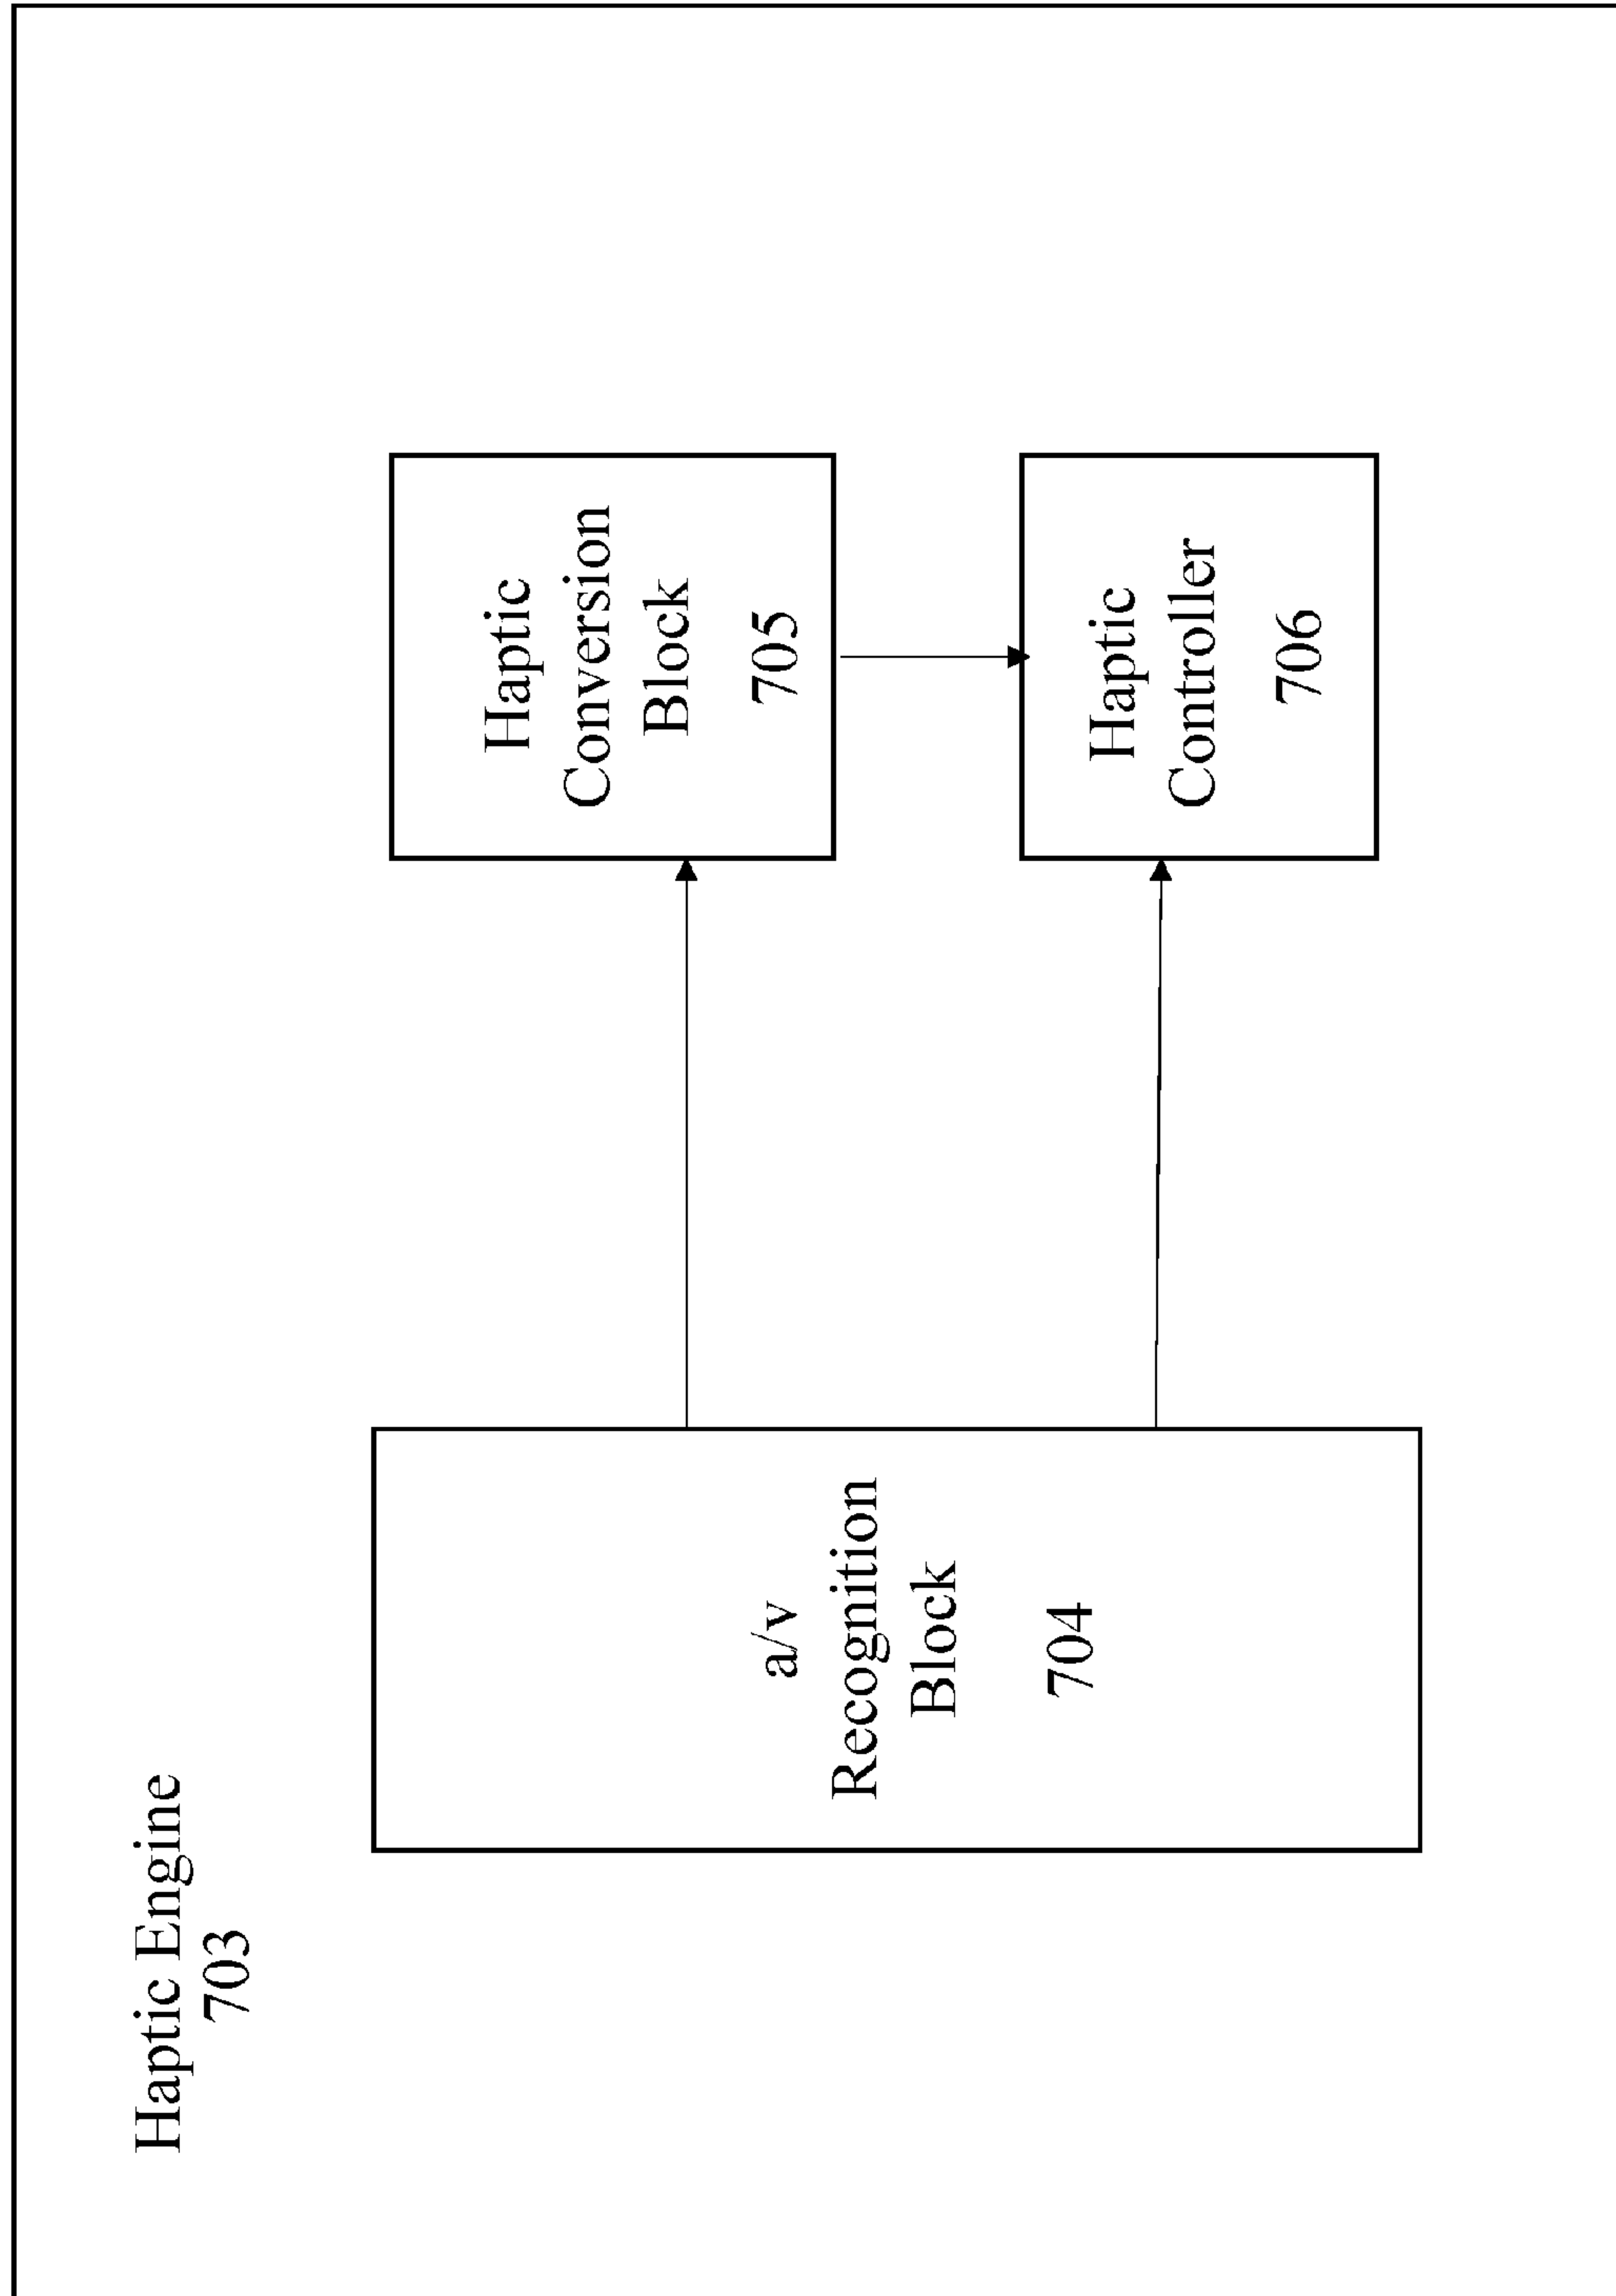 Haptic Engine
703
a/v
Recognition
Block
704
Haptic
Conversion
Block
705
Haptic
Controller
706